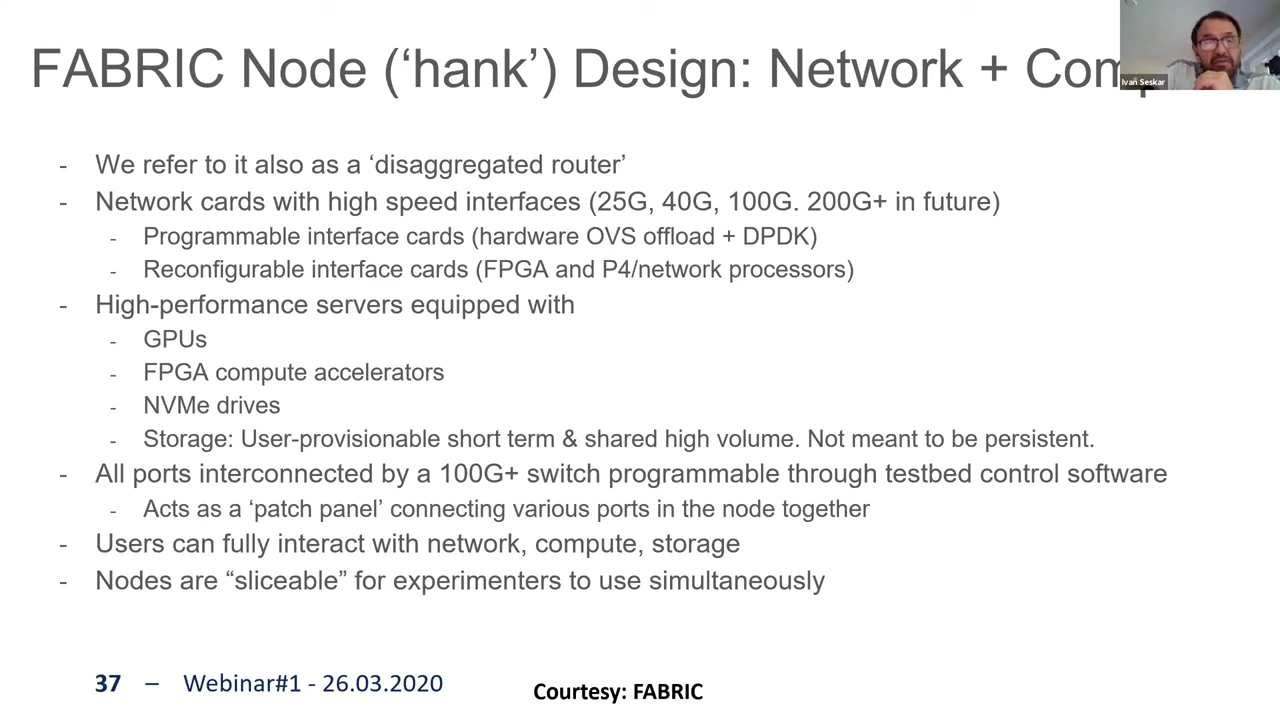 FABRIC Node (‘hank’) Design: Network +
Ivan Seskar
- We refer to it also as a ‘disaggregated router’
- Network cards with high speed interfaces (25G, 40G, 100G. 200G+ in future)
- Programmable interface cards (hardware OVS offload + DPDK)
- Reconfigurable interface cards (FPGA and P4/network processors)
- High-performance servers equipped with
- GPUs
- FPGA compute accelerators
- NVMe drives
- Storage: User-provisionable short term & shared high volume. Not meant to be persistent.
- All ports interconnected by a 100G+ switch programmable through testbed control software
- Acts as a ‘patch panel’ connecting various ports in the node together
- Users can fully interact with network, compute, storage
- Nodes are “sliceable” for experimenters to use simultaneously
37 – Webinar#1 - 26.03.2020
Courtesy: FABRIC